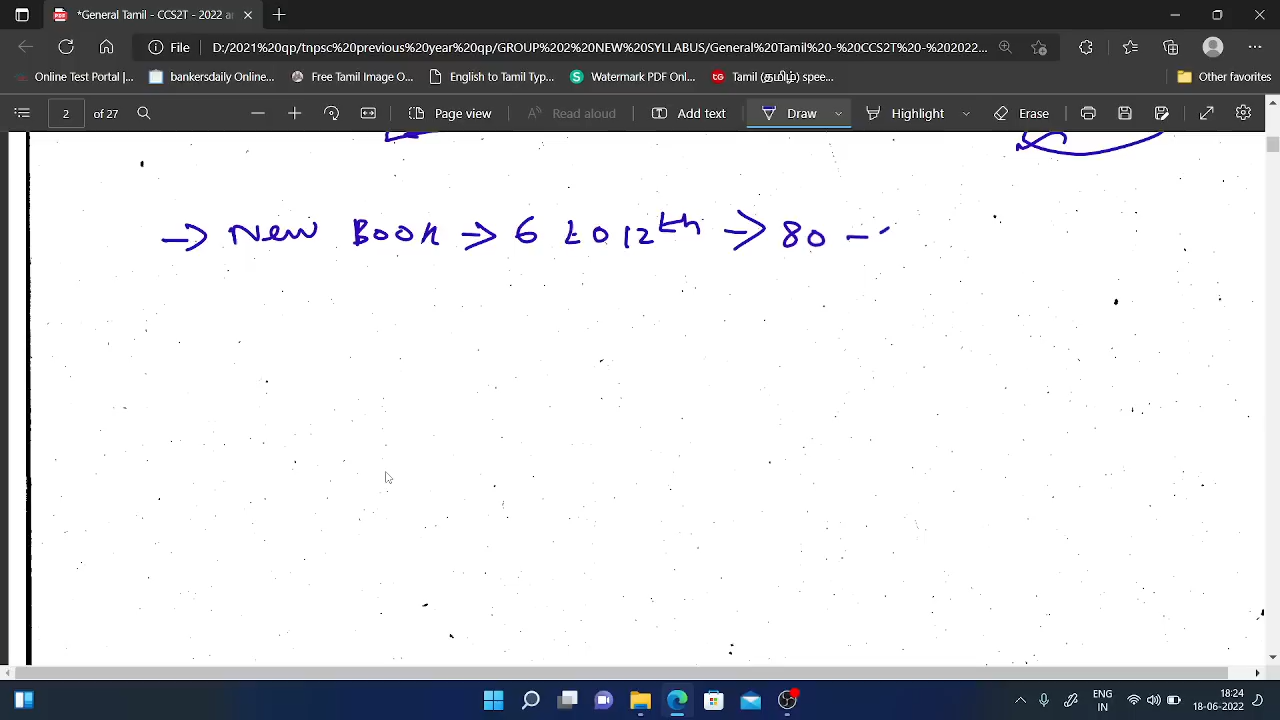 *General Tamil - CCS2T - 2022 a
File D:/2021%20qp/tnpsc%20previous%20year%20qp/GROUP%202%20NEW%20SYLLABUS/General%20Tamil%20-%20CCS2T%20-%202022...
Online Test Portal |... bankersdaily Online... Free Tamil Image O... English to Tamil Typ... Watermark PDF Onl... tG Tamil (தமிழ்) spee... Other favorites
2 of 27 Page view Read aloud Add text Draw Highlight Erase
→ New Book → 6 to 12th → 80 -
ENG 18:24
IN 18-06-2022